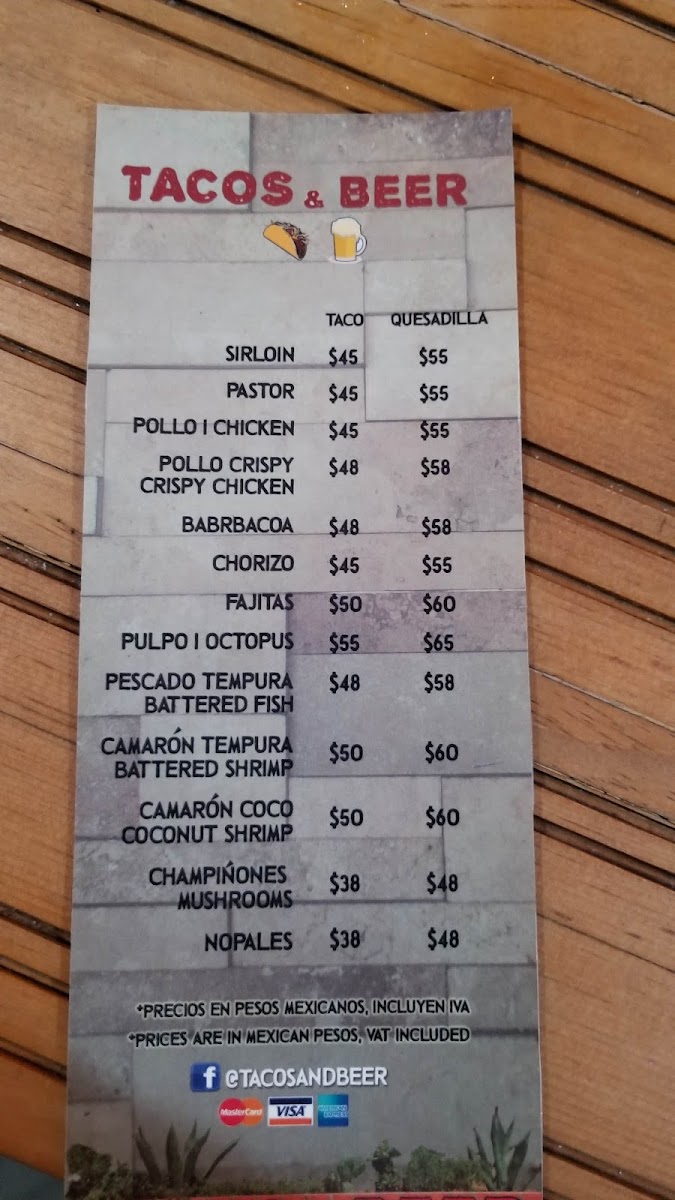 TACOS & BEER
TACO QUESADILLA
SIRLOIN $45 $55
PASTOR $45 $55
POLLO | CHICKEN $45 $55
POLLO CRISPY $48 $58
CRISPY CHICKEN
BABRBACOA $48 $58
CHORIZO $45 $55
FAJITAS $50 $60
PULPO | OCTOPUS $55 $65
PESCADO TEMPURA $48 $58
BATTERED FISH
CAMARÓN TEMPURA $50 $60
BATTERED SHRIMP
CAMARÓN COCO $50 $60
COCONUT SHRIMP
CHAMPIÑONES $38 $48
MUSHROOMS
NOPALES $38 $48
*PRECIOS EN PESOS MEXICANOS, INCLUYEN IVA
*PRICES ARE IN MEXICAN PESOS, VAT INCLUDED
f @TACOSANDBEER
MasterCard VISA AMERICAN EXPRESS